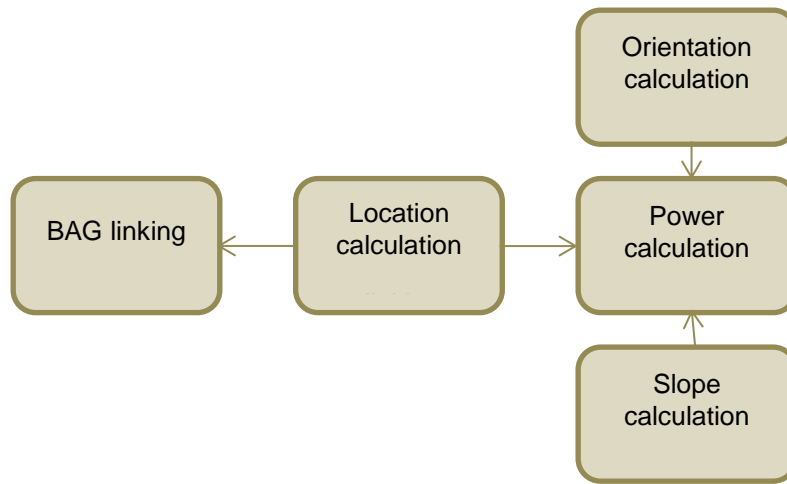 Orientation
calculation
BAG linking
Location
calculation
Power
calculation
Slope
calculation